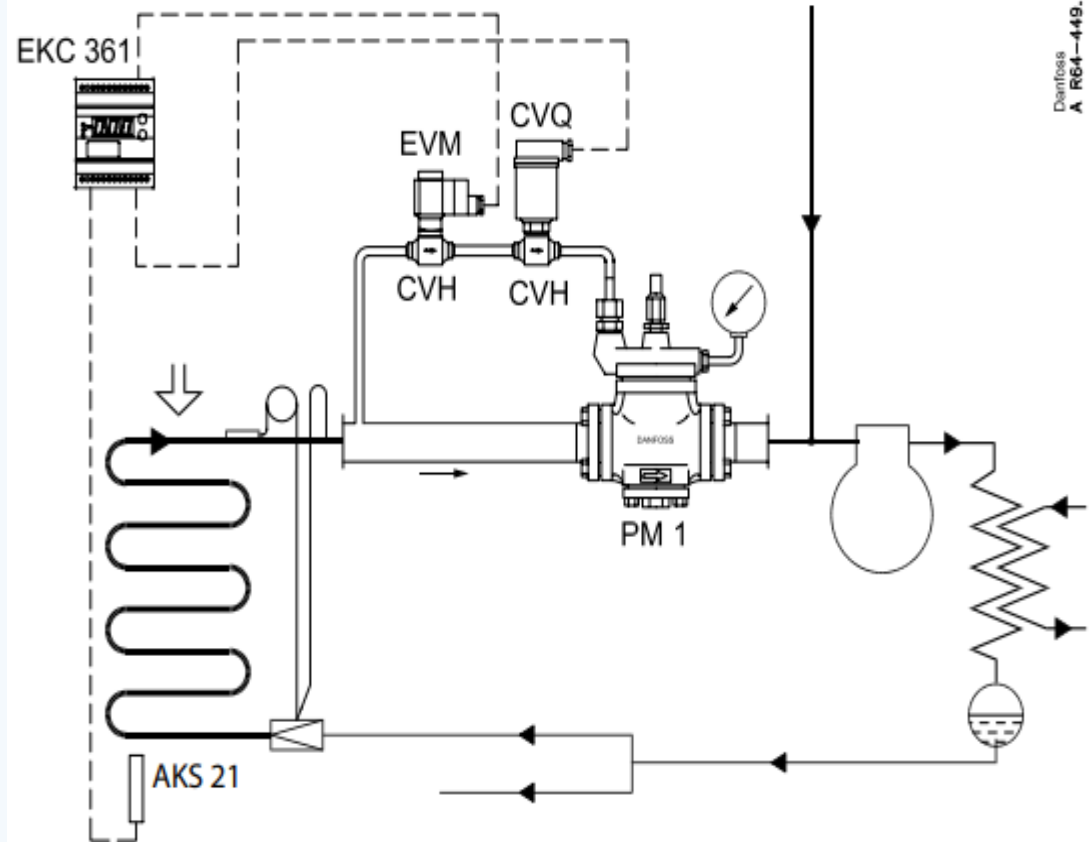 Danfoss
A R64-449.
EKC 361
CVQ
EVM
CVH
CVH
DANFOSS
PM 1
AKS 21